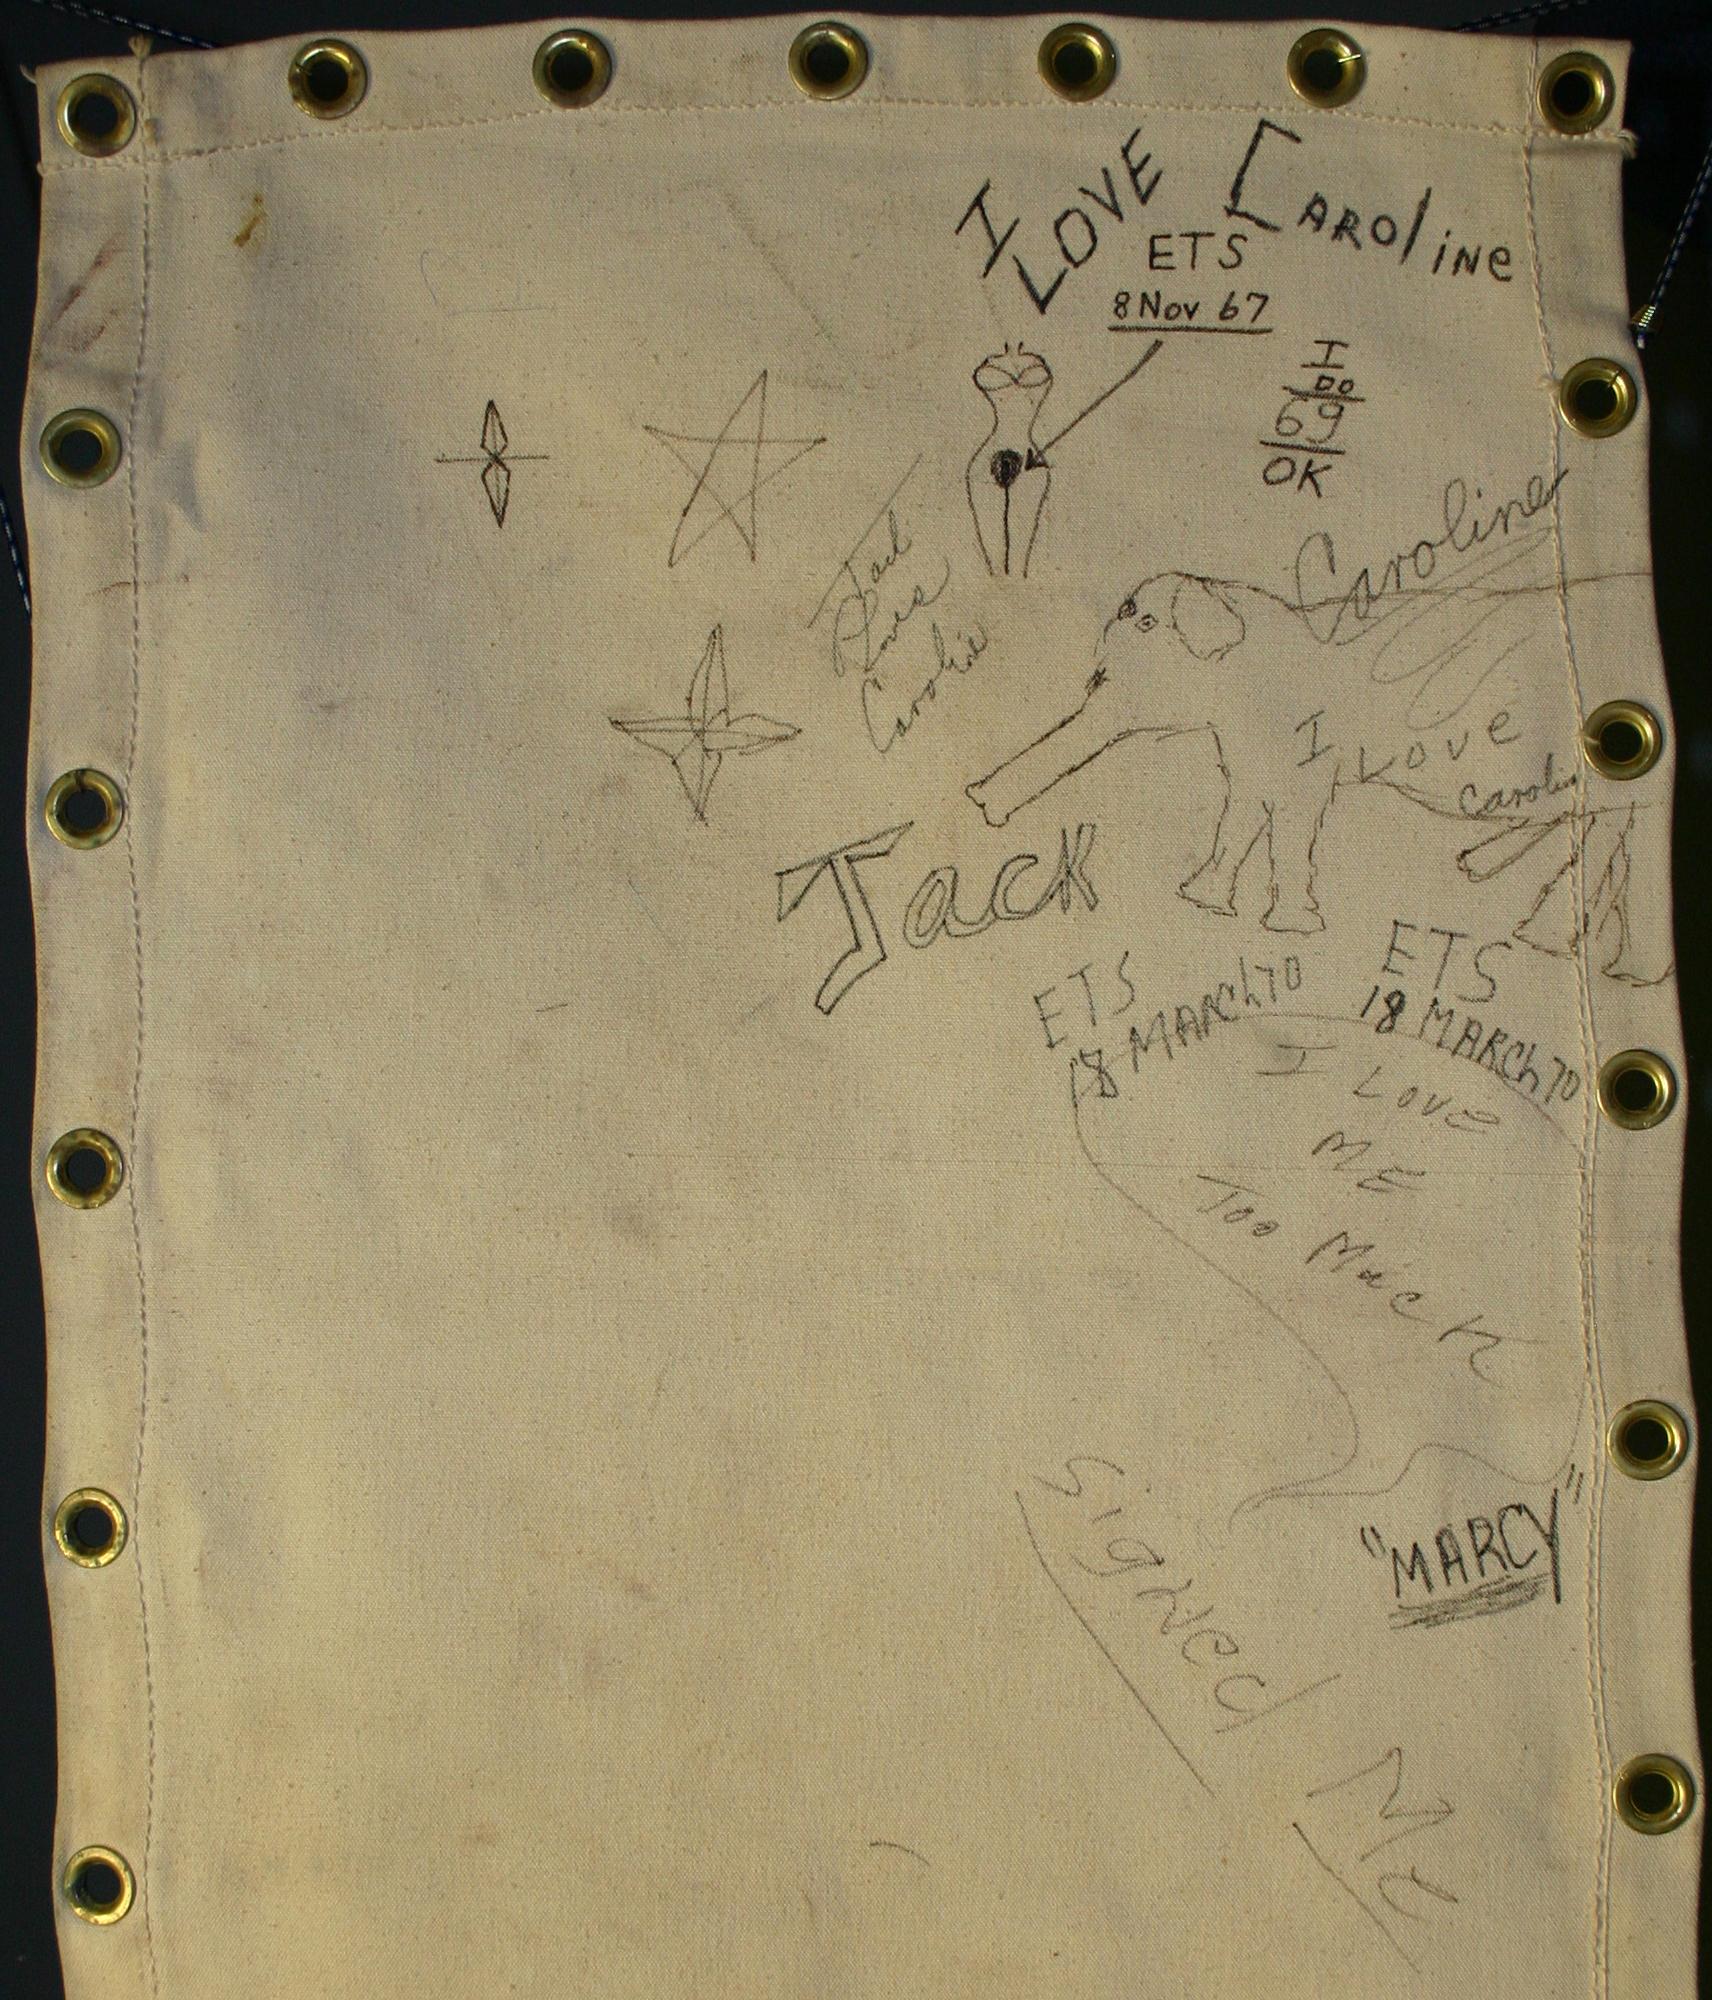 I LOVE CAROlINe
ETS
8 Nov 67
I
DO
69
OK
Caroline
Jack
Loves
Caroline
I Love
Caroline
Jack
ETS
18 MARch 70
ETS
18 MARCh 70
I Love
ME
Too Much
"MARCY"
Signed
Me